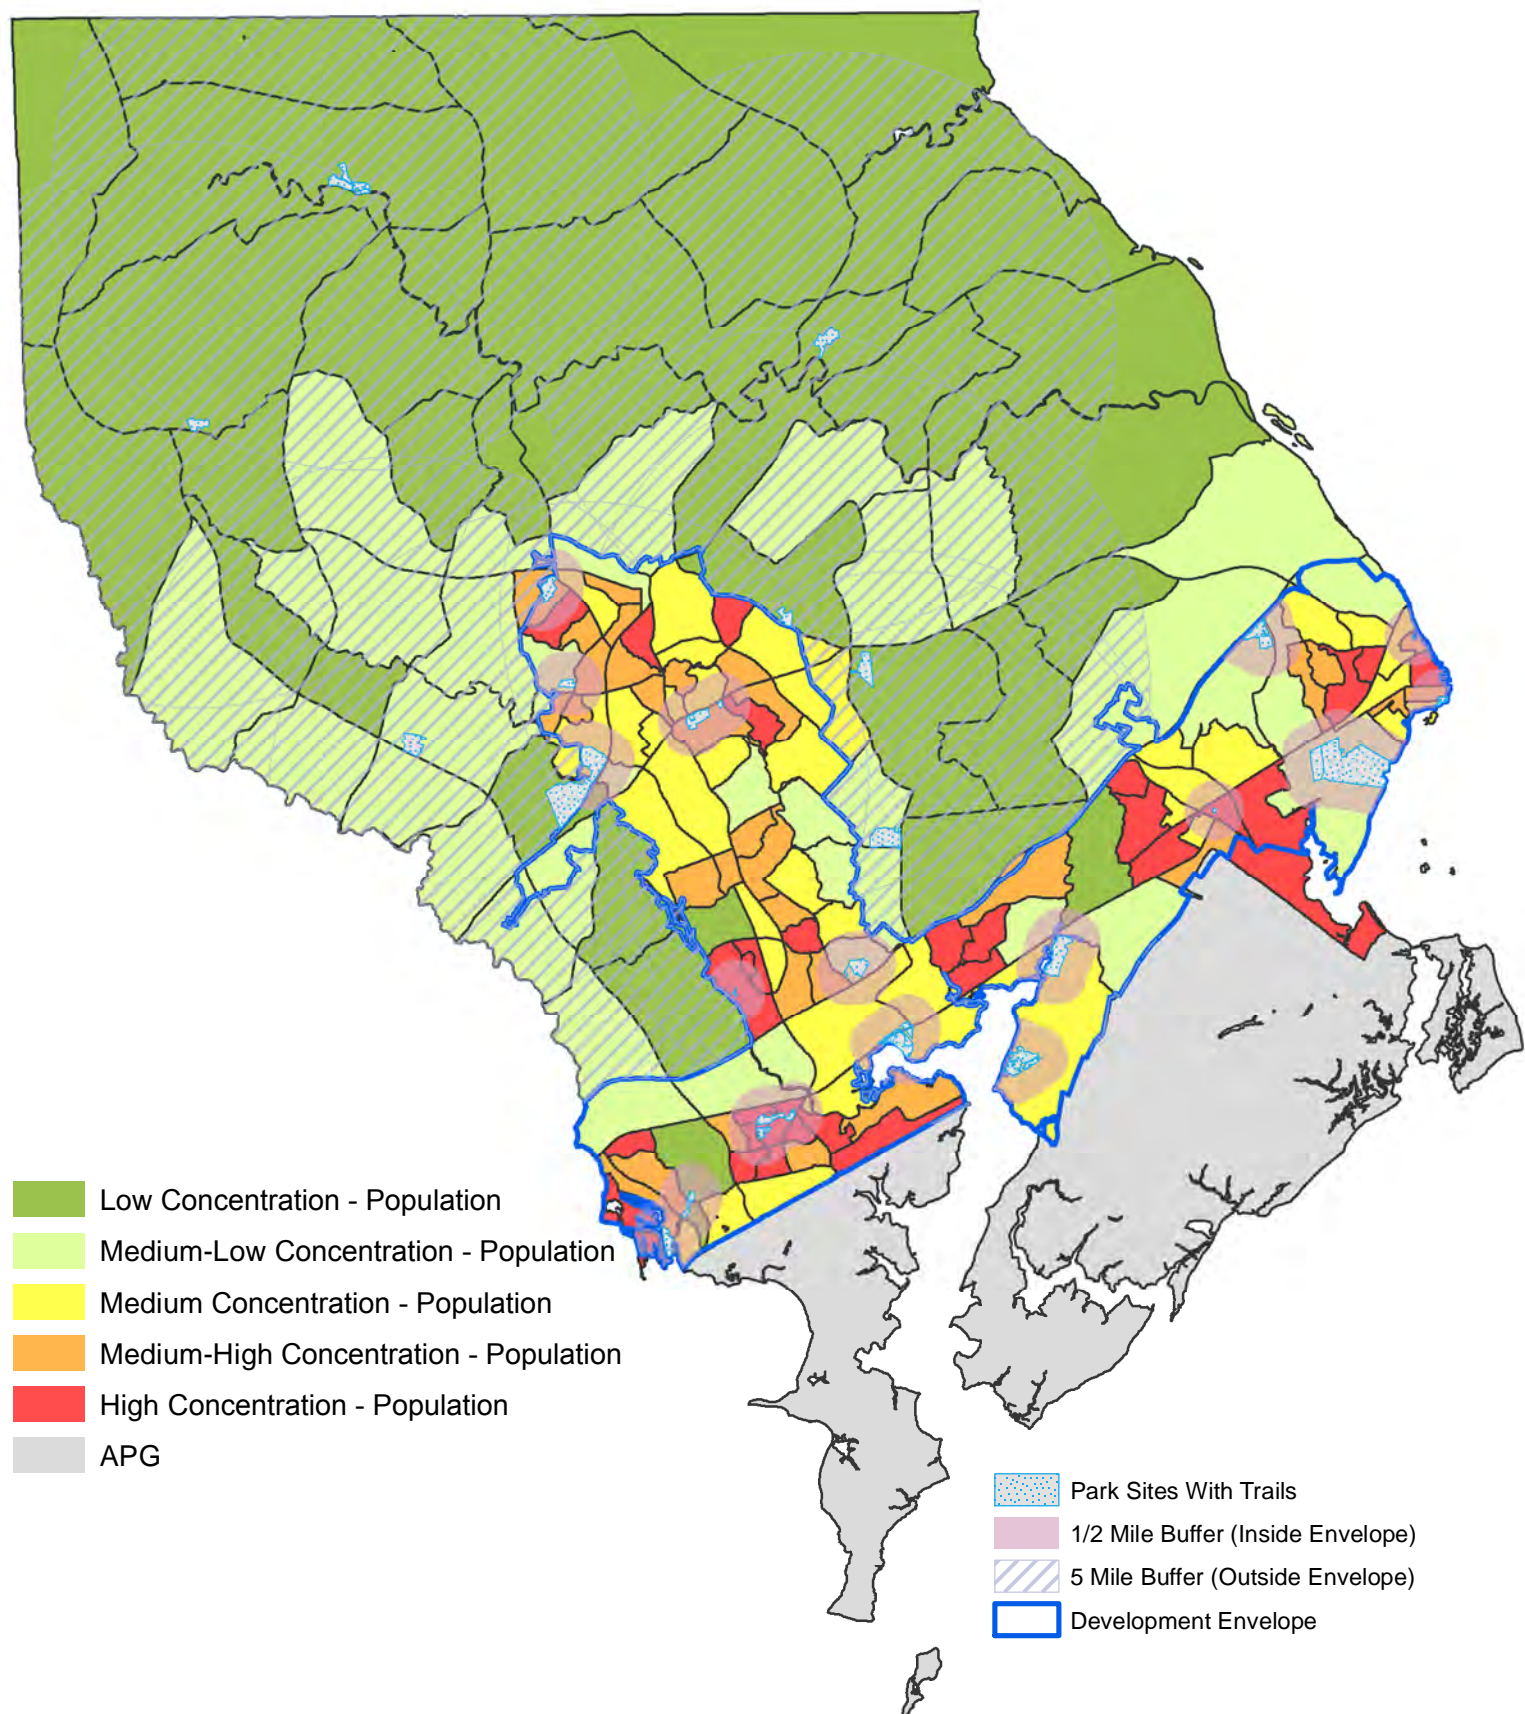 Low Concentration - Population
Medium-Low Concentration - Population
Medium Concentration - Population
Medium-High Concentration - Population
High Concentration - Population
APG
Park Sites With Trails
1/2 Mile Buffer (Inside Envelope)
5 Mile Buffer (Outside Envelope)
Development Envelope